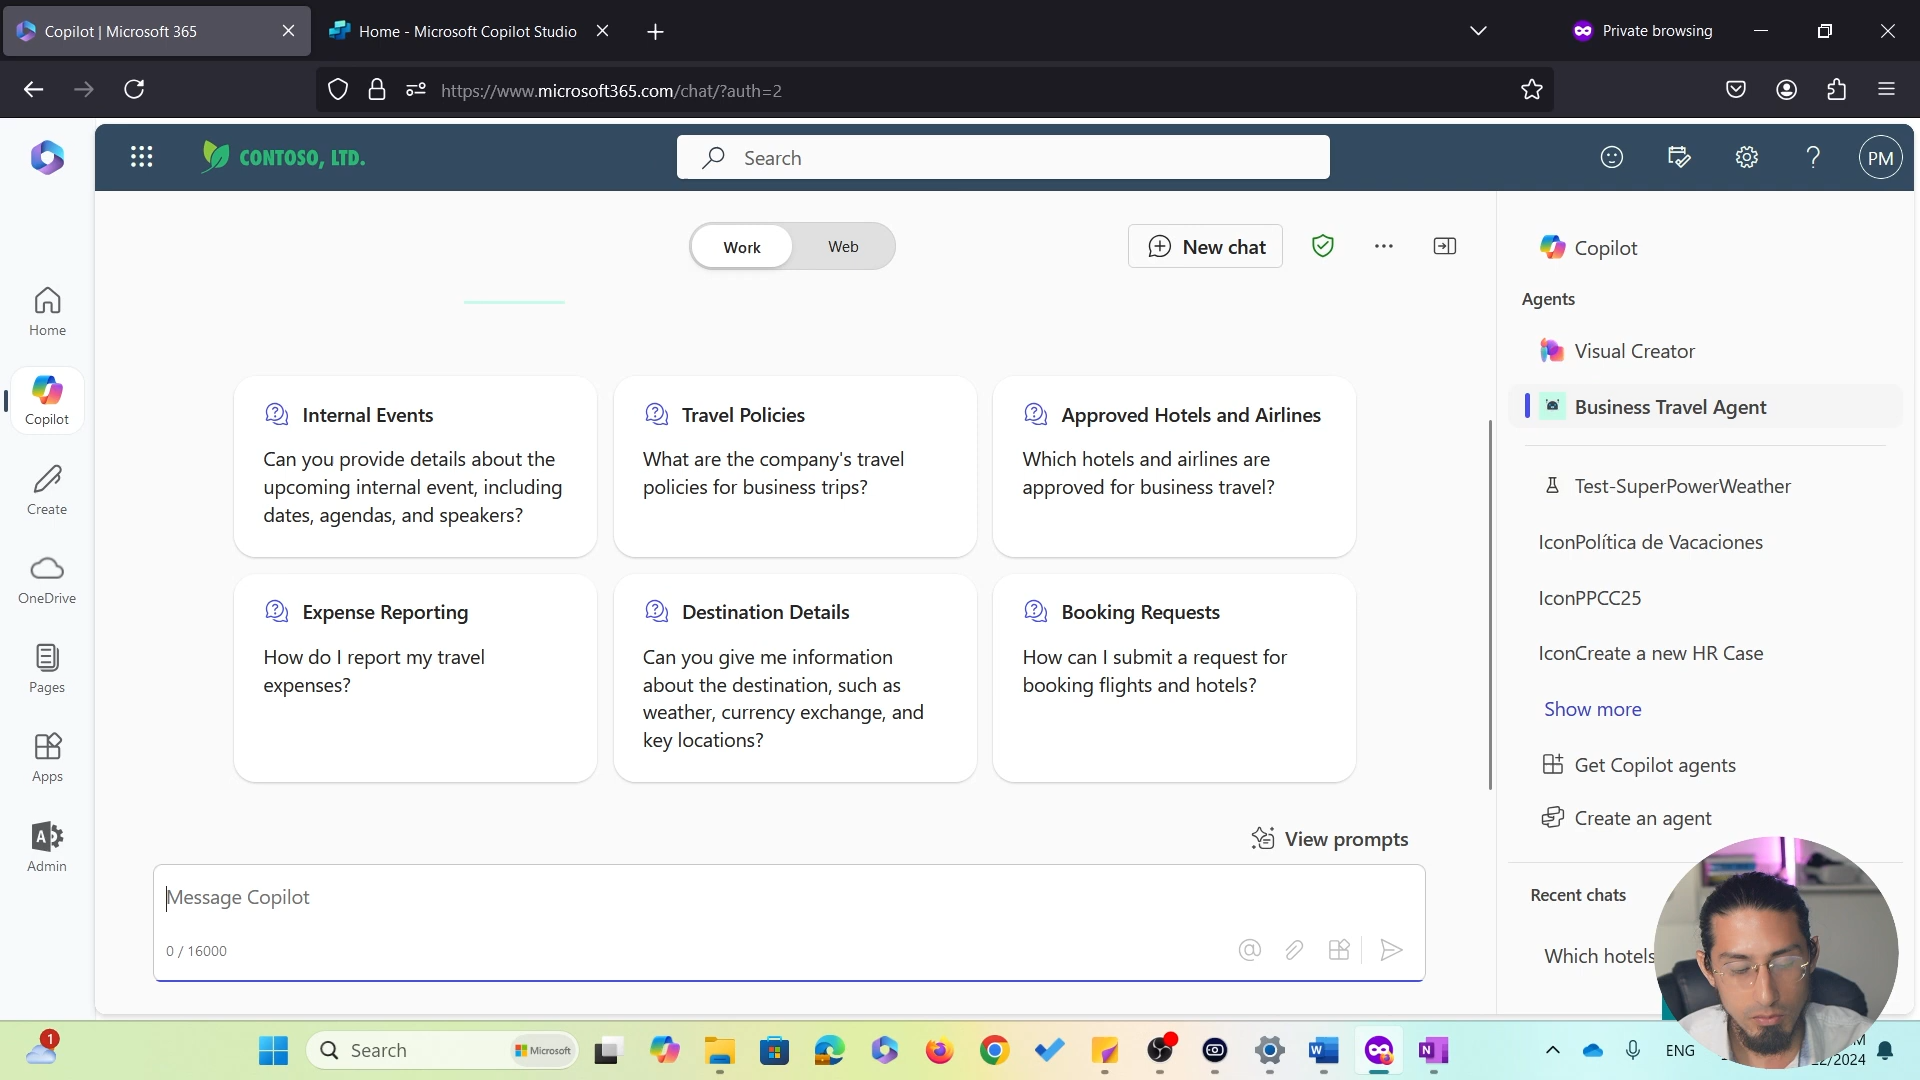 Copilot | Microsoft 365
Home - Microsoft Copilot Studio
Private browsing
https://www.microsoft365.com/chat/?auth=2
CONTOSO, LTD.
Search
PM
Work
Web
New chat
Home
Copilot
Create
OneDrive
Pages
Apps
Admin
Internal Events
Can you provide details about the
upcoming internal event, including
dates, agendas, and speakers?
Travel Policies
What are the company's travel
policies for business trips?
Approved Hotels and Airlines
Which hotels and airlines are
approved for business travel?
Expense Reporting
How do I report my travel
expenses?
Destination Details
Can you give me information
about the destination, such as
weather, currency exchange, and
key locations?
Booking Requests
How can I submit a request for
booking flights and hotels?
View prompts
Message Copilot
0 / 16000
Copilot
Agents
Visual Creator
Business Travel Agent
Test-SuperPowerWeather
IconPolítica de Vacaciones
IconPPCC25
IconCreate a new HR Case
Show more
Get Copilot agents
Create an agent
Recent chats
Which hotels
1
Search
Microsoft
ENG